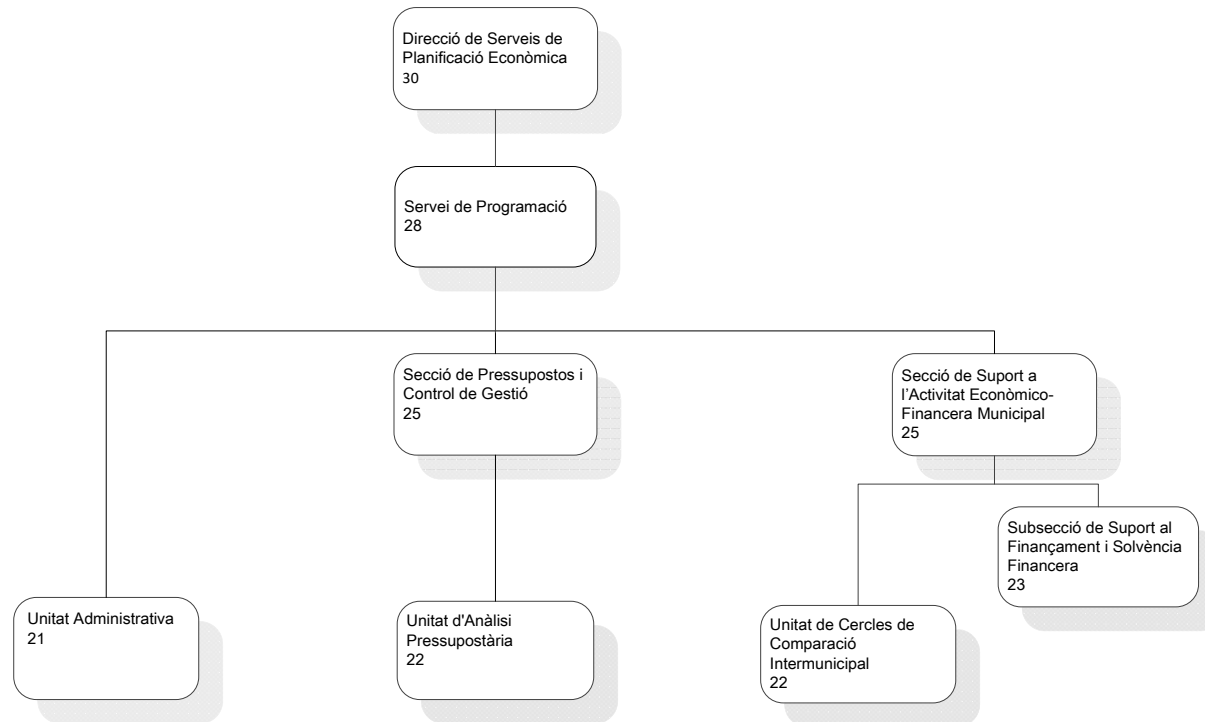 Direcció de Serveis de
Planificació Econòmica
30
Servei de Programació
28
Secció de Pressupostos i
Control de Gestió
25
Secció de Suport a
l'Activitat Econòmico-
Financera Municipal
25
Subsecció de Suport al
Finançament i Solvència
Financera
23
Unitat Administrativa
21
Unitat d'Anàlisi
Pressupostària
22
Unitat de Cercles de
Comparació
Intermunicipal
22